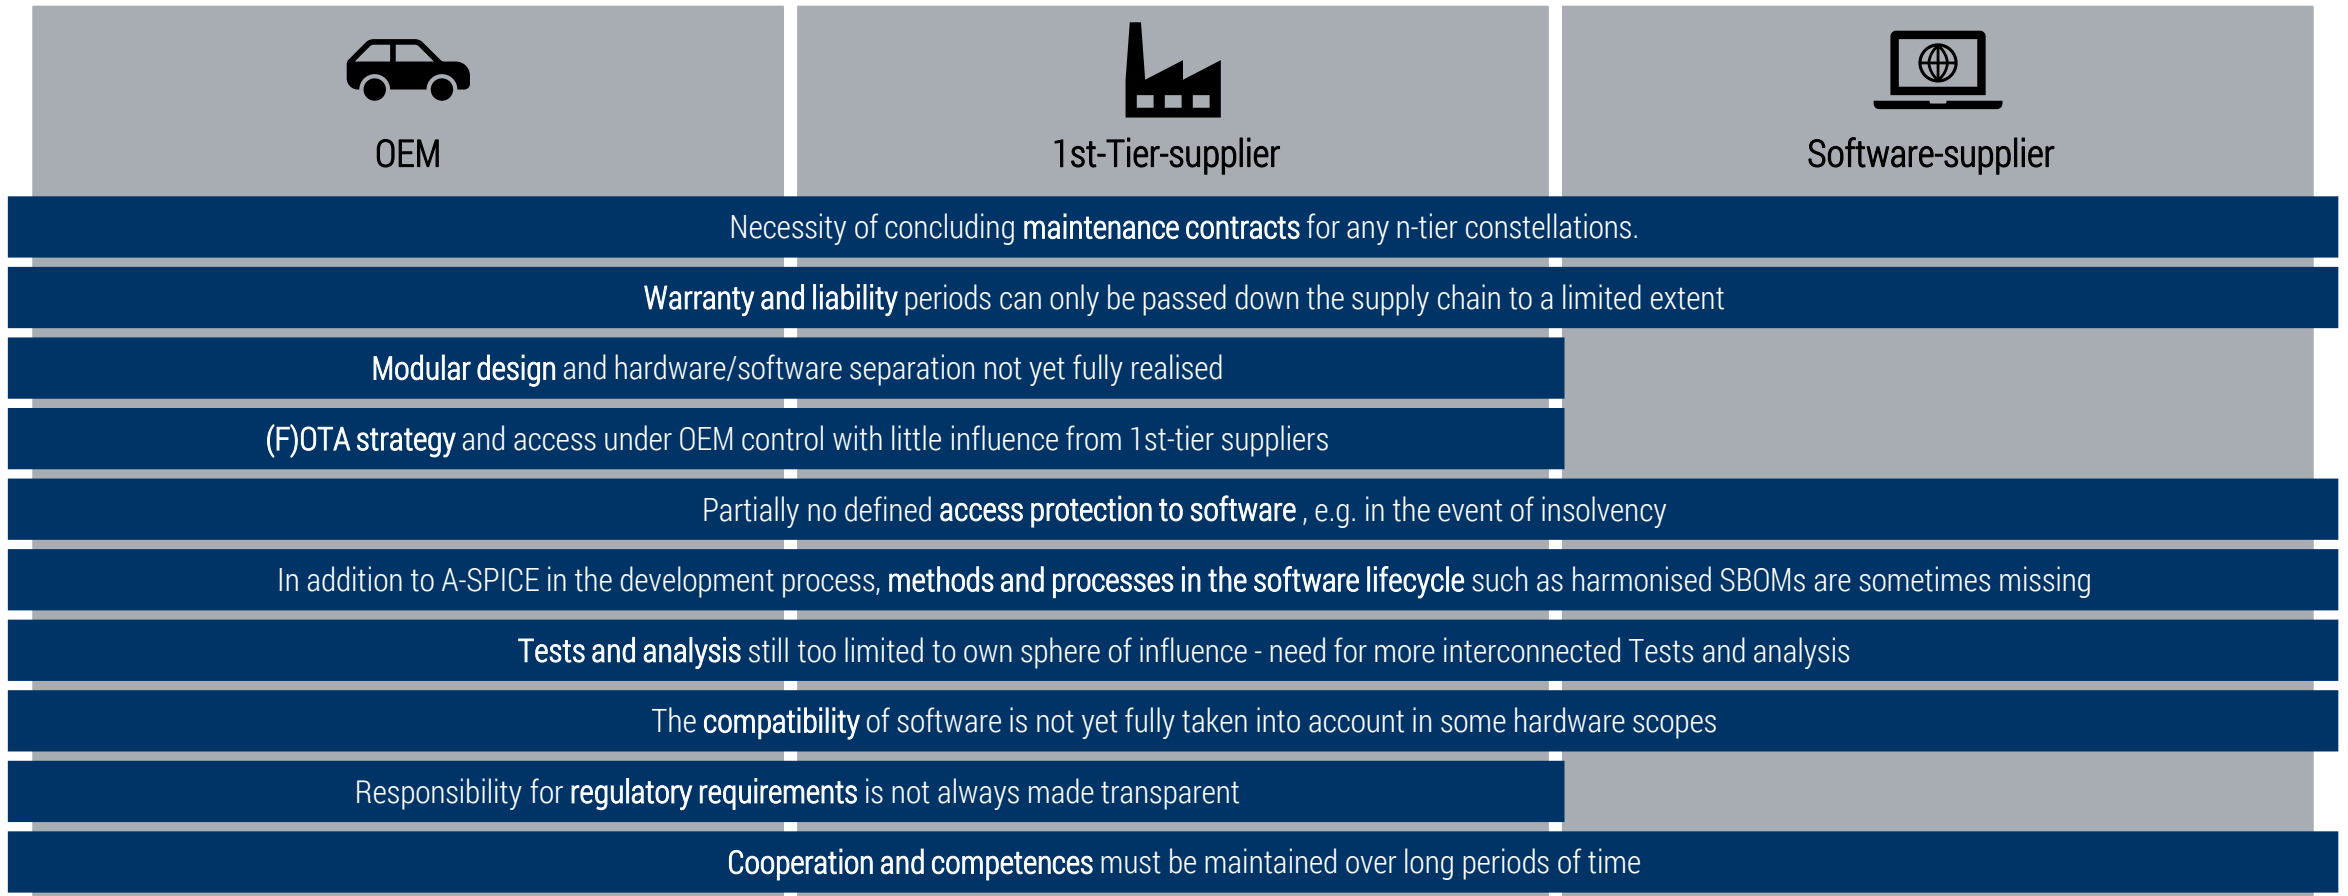 OEM
1st-Tier-supplier
Software-supplier
Necessity of concluding maintenance contracts for any n-tier constellations.
Warranty and liability periods can only be passed down the supply chain to a limited extent
Modular design and hardware/software separation not yet fully realised
(F)OTA strategy and access under OEM control with little influence from 1st-tier suppliers
Partially no defined access protection to software , e.g. in the event of insolvency
In addition to A-SPICE in the development process, methods and processes in the software lifecycle such as harmonised SBOMs are sometimes missing
Tests and analysis still too limited to own sphere of influence - need for more interconnected Tests and analysis
The compatibility of software is not yet fully taken into account in some hardware scopes
Responsibility for regulatory requirements is not always made transparent
Cooperation and competences must be maintained over long periods of time